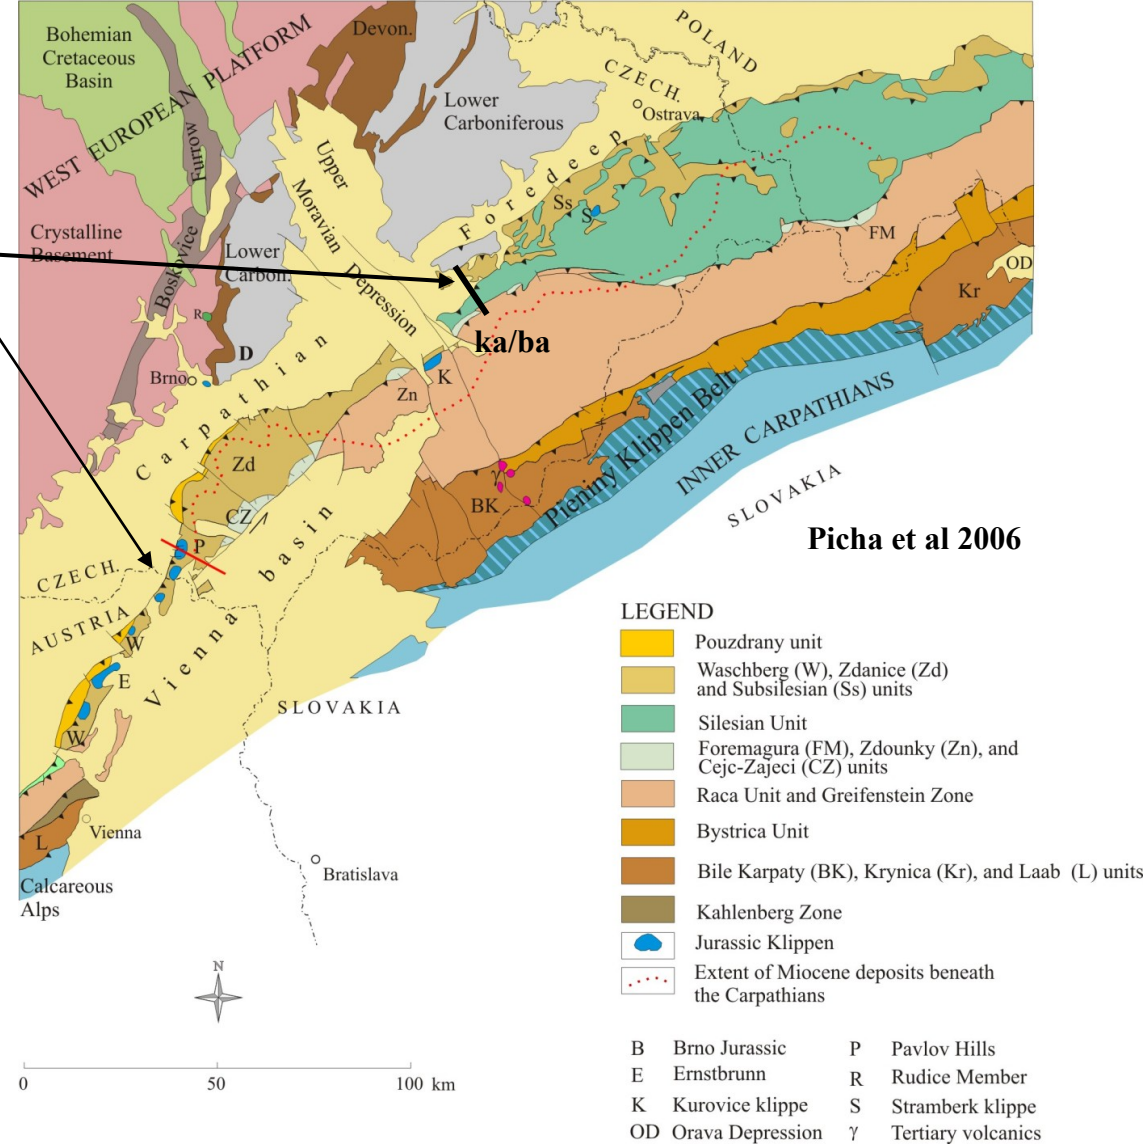 Bohemian
Cretaceous
Basin
WEST EUROPEAN PLATFORM
Devon.
POLAND
CZECH.
Ostrava
Lower
Carboniferous
Furrow
Boskovice
Upper
Moravian
Depression
Foredeep
Ss
S
Crystalline
Basement
Lower
Carbon.
FM
OD
Kr
R
D
ka/ba
Brno
K
Zn
Carpathian
Zd
CZ
Pieniny Klippen Belt
INNER CARPATHIANS
SLOVAKIA
γ
BK
P
Picha et al 2006
CZECH.
AUSTRIA
Vienna basin
W
E
SLOVAKIA
W
Vienna
L
Bratislava
Calcareous
Alps
N
0 50 100 km
LEGEND
Pouzdrany unit
Waschberg (W), Zdanice (Zd)
and Subsilesian (Ss) units
Silesian Unit
Foremagura (FM), Zdounky (Zn), and
Cejc-Zajeci (CZ) units
Raca Unit and Greifenstein Zone
Bystrica Unit
Bile Karpaty (BK), Krynica (Kr), and Laab (L) units
Kahlenberg Zone
Jurassic Klippen
Extent of Miocene deposits beneath
the Carpathians
B Brno Jurassic P Pavlov Hills
E Ernstbrunn R Rudice Member
K Kurovice klippe S Stramberk klippe
OD Orava Depression γ Tertiary volcanics